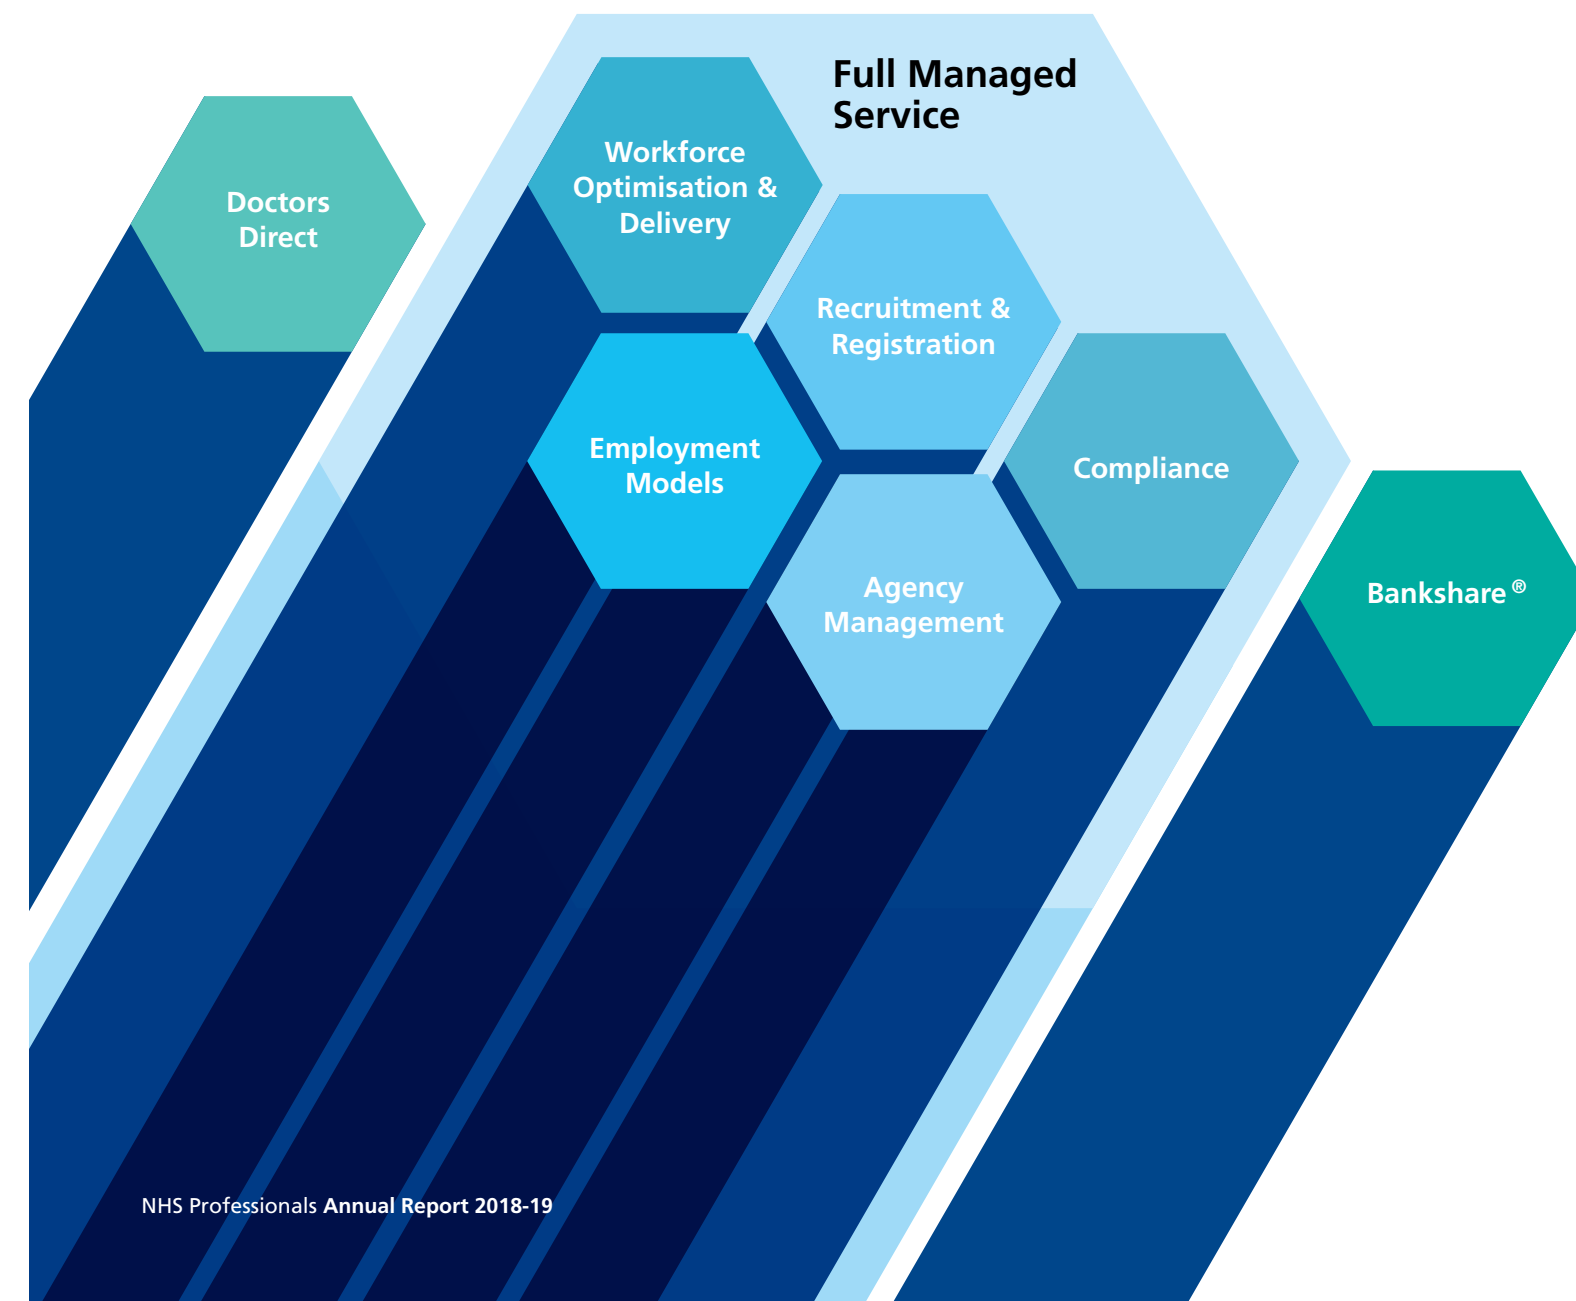 Full Managed
Service
Doctors
Direct
Workforce
Optimisation &
Delivery
Recruitment &
Registration
Employment
Models
Compliance
Agency
Management
Bankshare®
NHS Professionals Annual Report 2018-19